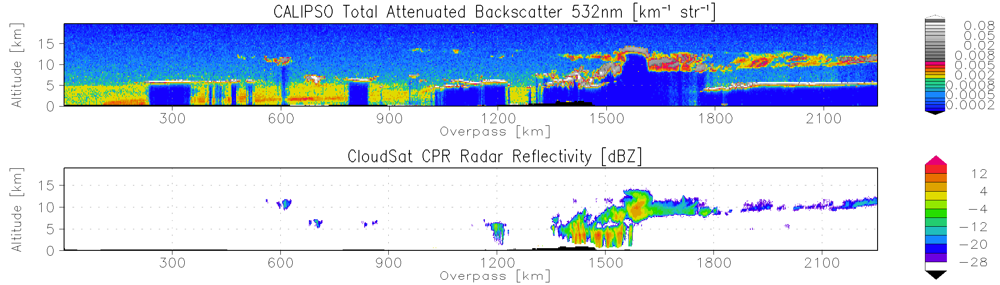 CALIPSO Total Attenuated Backscatter 532nm [km⁻¹ str⁻¹]
Altitude [km]
15
10
5
0
300 600 900 1200 1500 1800 2100
Overpass [km]
0.08
0.05
0.02
0.008
0.005
0.002
0.0008
0.0005
0.0002
CloudSat CPR Radar Reflectivity [dBZ]
Altitude [km]
15
10
5
0
300 600 900 1200 1500 1800 2100
Overpass [km]
12
4
−4
−12
−20
−28